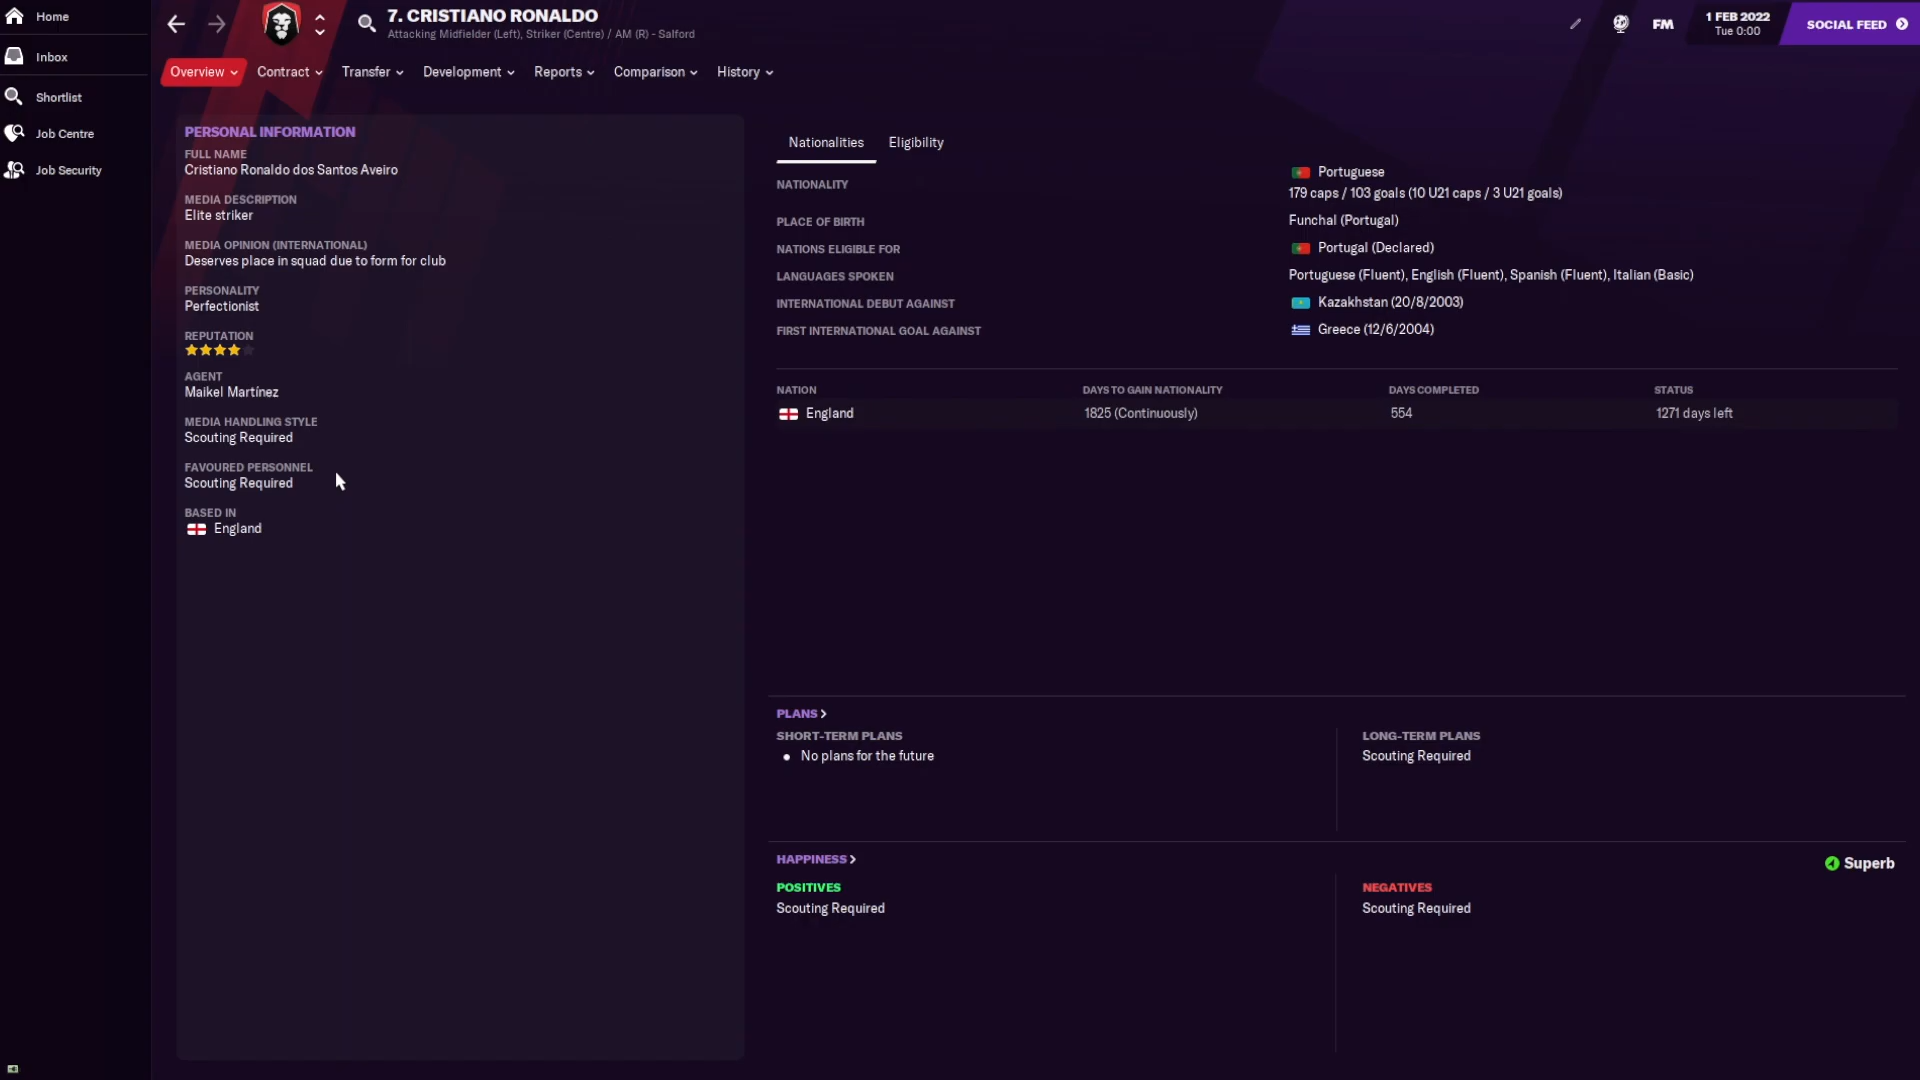 Home
Inbox
Shortlist
Job Centre
Job Security
7. CRISTIANO RONALDO
Attacking Midfielder (Left), Striker (Centre) / AM (R) - Salford
FM
1 FEB 2022
Tue 0:00
SOCIAL FEED
Overview
Contract
Transfer
Development
Reports
Comparison
History
PERSONAL INFORMATION
FULL NAME
Cristiano Ronaldo dos Santos Aveiro
MEDIA DESCRIPTION
Elite striker
MEDIA OPINION (INTERNATIONAL)
Deserves place in squad due to form for club
PERSONALITY
Perfectionist
REPUTATION
AGENT
Maikel Martínez
MEDIA HANDLING STYLE
Scouting Required
FAVOURED PERSONNEL
Scouting Required
BASED IN
England
Nationalities
Eligibility
NATIONALITY
Portuguese
179 caps / 103 goals (10 U21 caps / 3 U21 goals)
PLACE OF BIRTH
Funchal (Portugal)
NATIONS ELIGIBLE FOR
Portugal (Declared)
LANGUAGES SPOKEN
Portuguese (Fluent), English (Fluent), Spanish (Fluent), Italian (Basic)
INTERNATIONAL DEBUT AGAINST
Kazakhstan (20/8/2003)
FIRST INTERNATIONAL GOAL AGAINST
Greece (12/6/2004)
NATION DAYS TO GAIN NATIONALITY DAYS COMPLETED STATUS
England 1825 (Continuously) 554 1271 days left
PLANS
SHORT-TERM PLANS
• No plans for the future
LONG-TERM PLANS
Scouting Required
HAPPINESS
Superb
POSITIVES
Scouting Required
NEGATIVES
Scouting Required